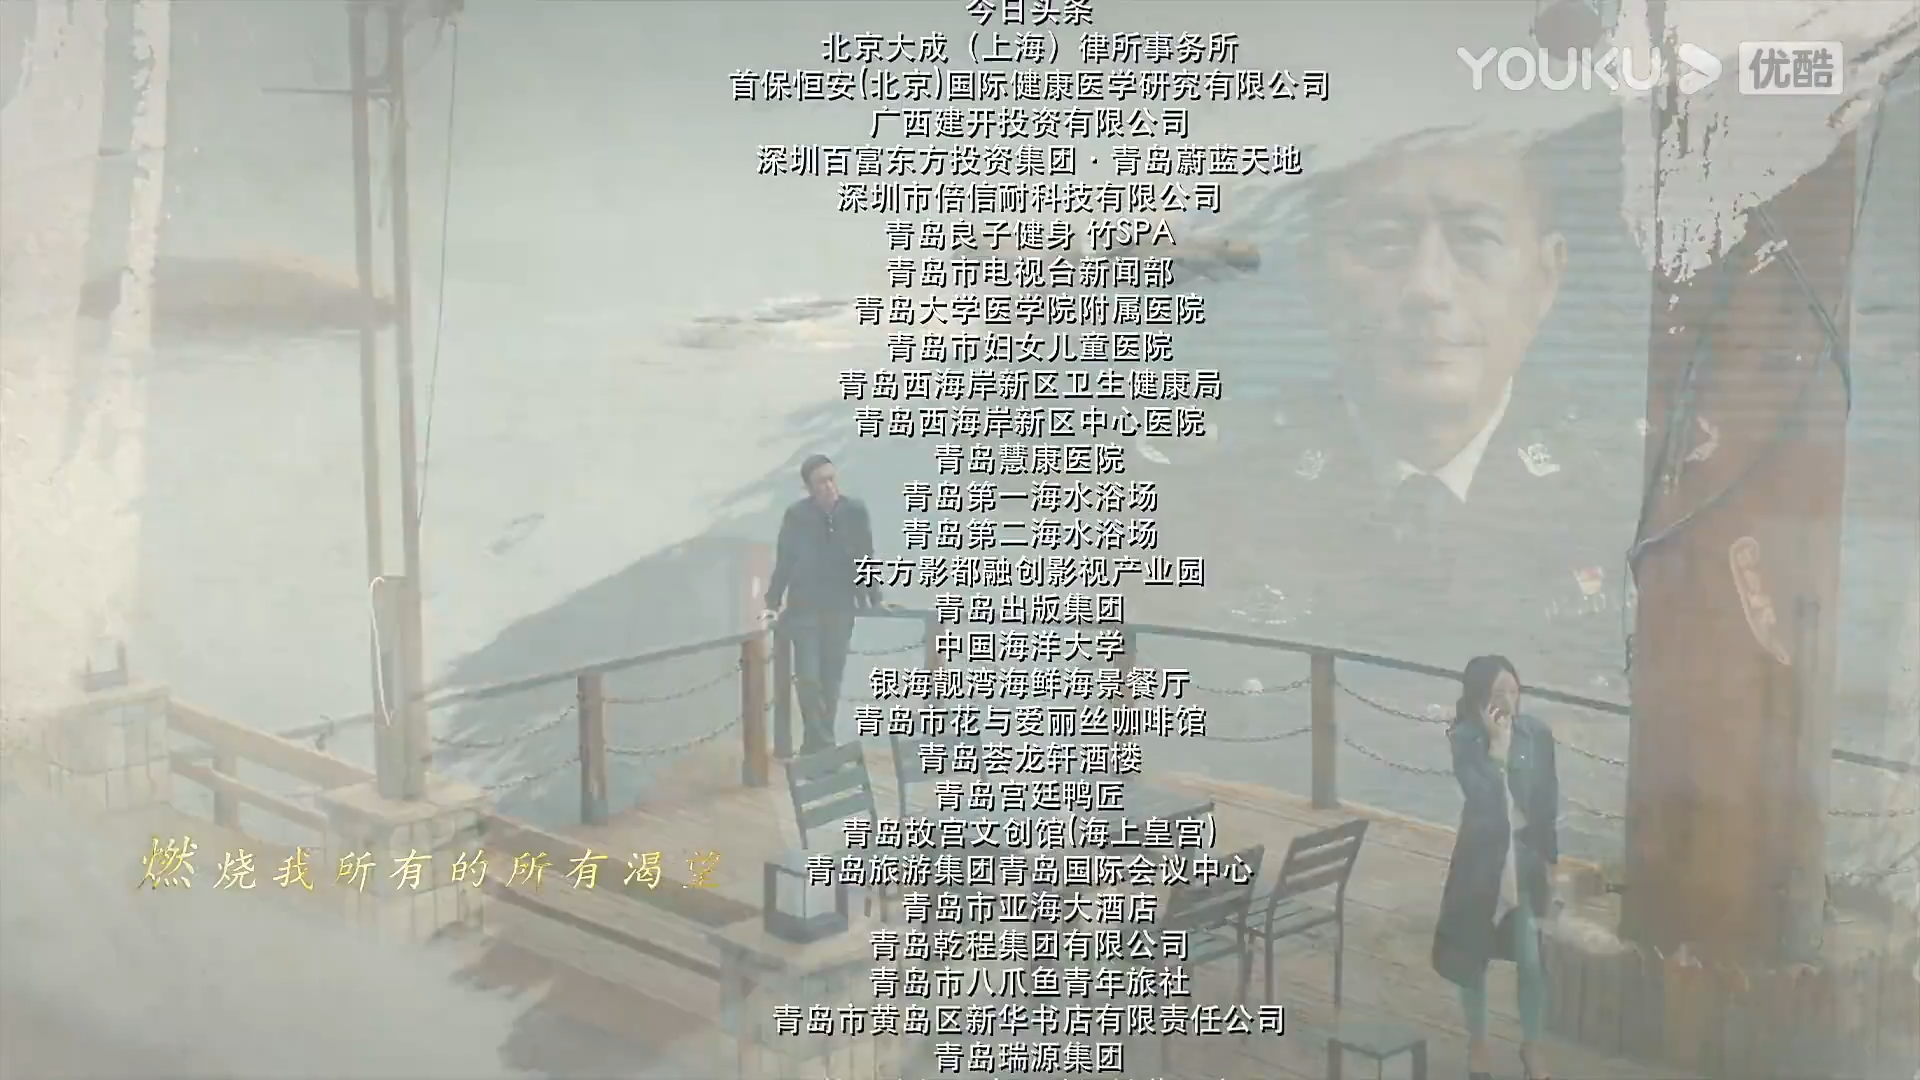 今日头条
北京大成（上海）律所事务所
YOUKU 优酷
首保恒安(北京)国际健康医学研究有限公司
广西建开投资有限公司
深圳百富东方投资集团·青岛蔚蓝天地
深圳市倍信耐科技有限公司
青岛良子健身 竹SPA
青岛市电视台新闻部
青岛大学医学院附属医院
青岛市妇女儿童医院
青岛西海岸新区卫生健康局
青岛西海岸新区中心医院
青岛慧康医院
青岛第一海水浴场
青岛第二海水浴场
东方影都融创影视产业园
青岛出版集团
中国海洋大学
银海靓湾海鲜海景餐厅
青岛市花与爱丽丝咖啡馆
青岛荟龙轩酒楼
青岛宫廷鸭匠
青岛故宫文创馆(海上皇宫)
燃烧我所有的所有渴望
青岛旅游集团青岛国际会议中心
青岛市亚海大酒店
青岛乾程集团有限公司
青岛市八爪鱼青年旅社
青岛市黄岛区新华书店有限责任公司
青岛瑞源集团